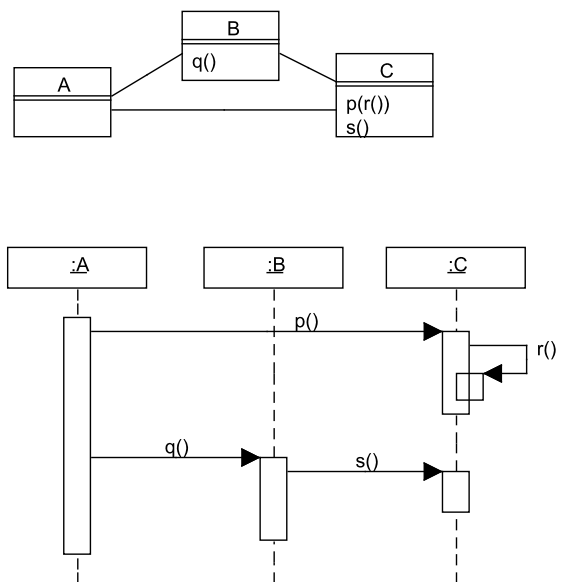 B
q()
A
C
p(r())
s()
:A
:B
:C
p()
r()
q()
s()